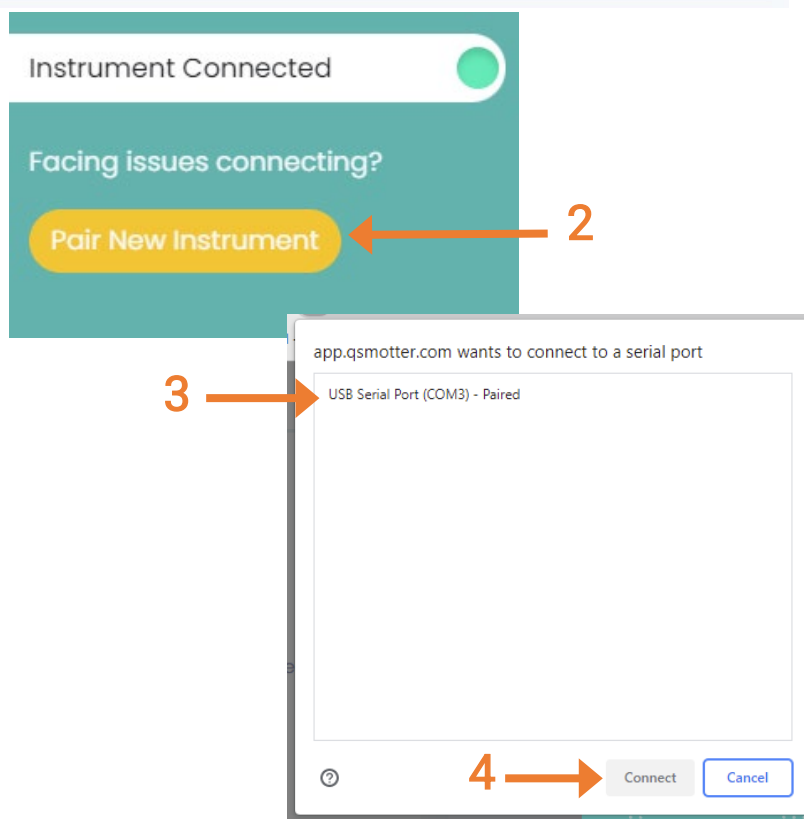 Instrument Connected
Facing issues connecting?
Pair New Instrument
2
app.qsmotter.com wants to connect to a serial port
3
USB Serial Port (COM3) - Paired
4
Connect
Cancel